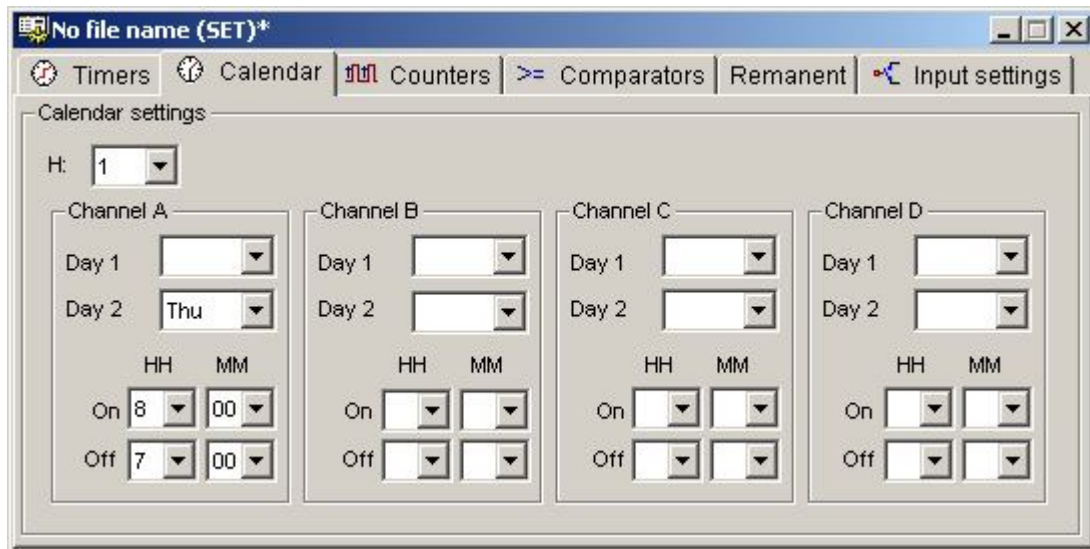 No file name (SET)*
Timers Calendar Counters >= Comparators Remanent Input settings
Calendar settings
H: 1
Channel A Channel B Channel C Channel D
Day 1 Day 1 Day 1 Day 1
Day 2 Thu Day 2 Day 2 Day 2
HH MM HH MM HH MM HH MM
On 8 00 On On On
Off 7 00 Off Off Off